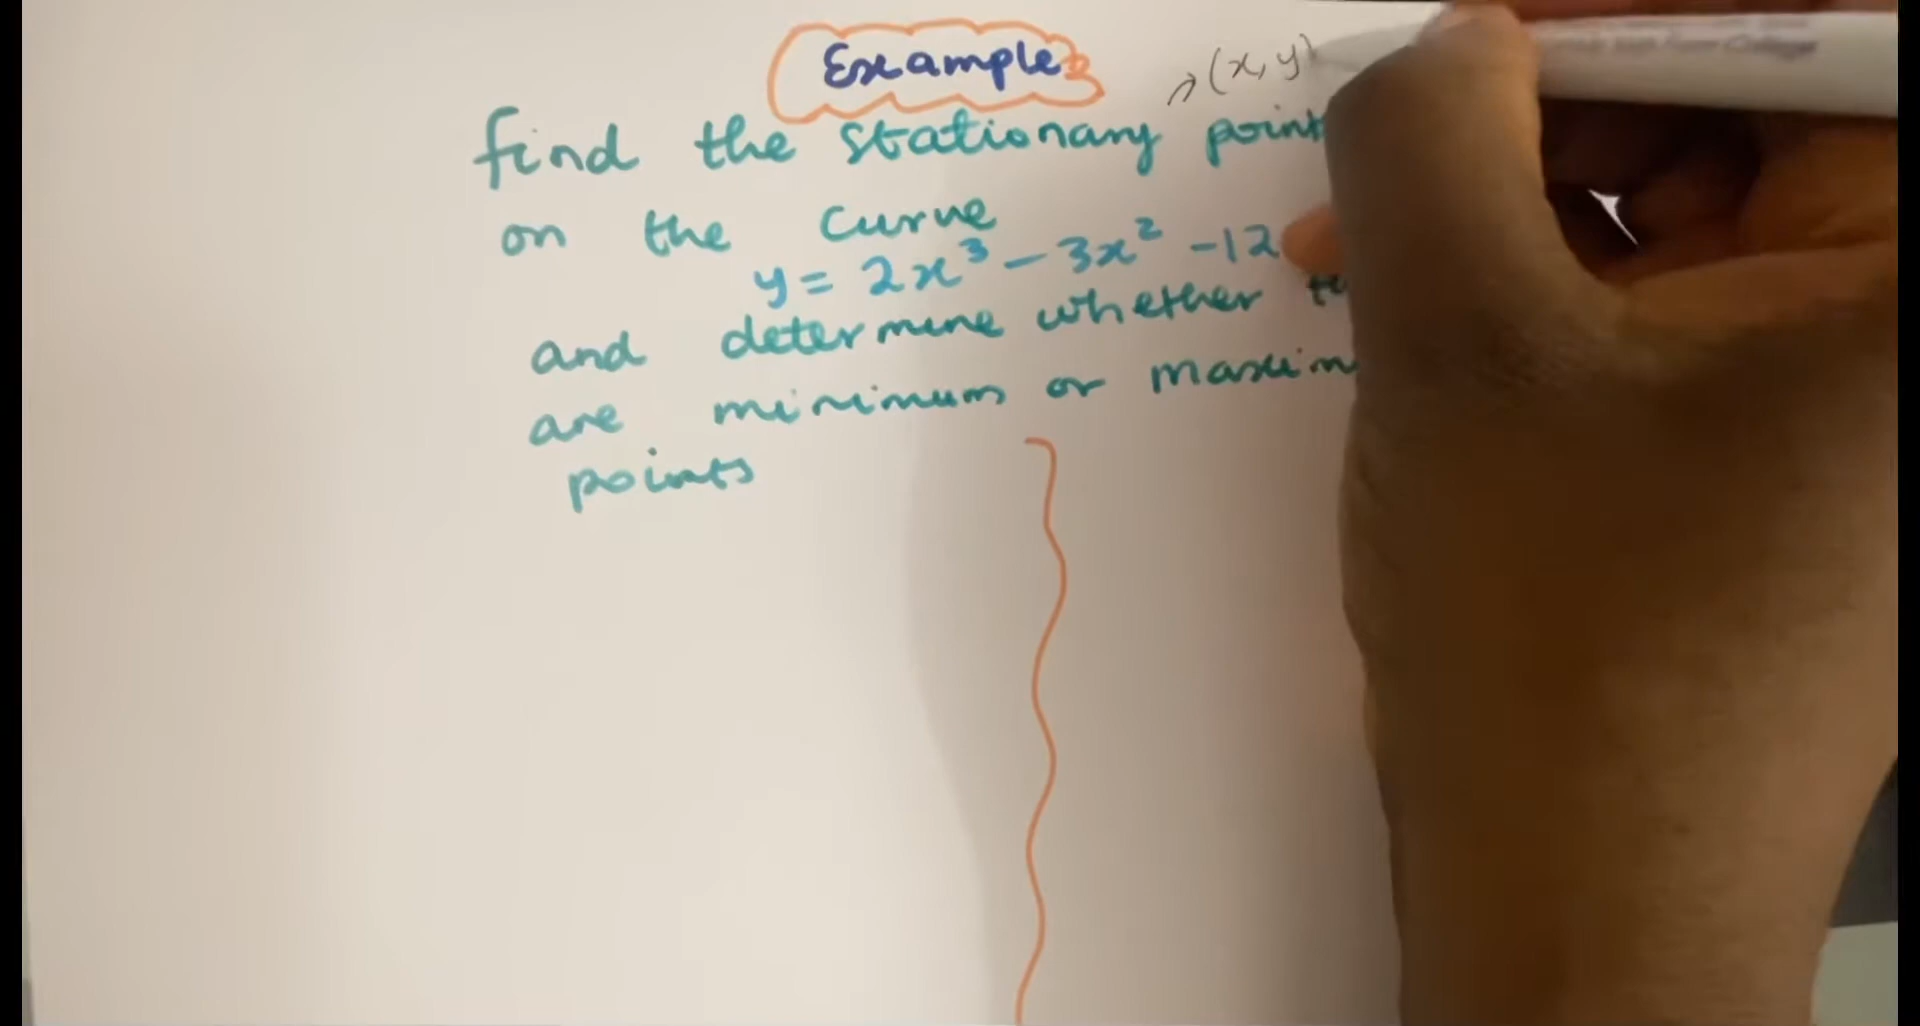 Example
→ (x, y)
find the stationary point
on the curve
y = 2x³ - 3x² - 12
and determine whether
are minimum or maxim
points